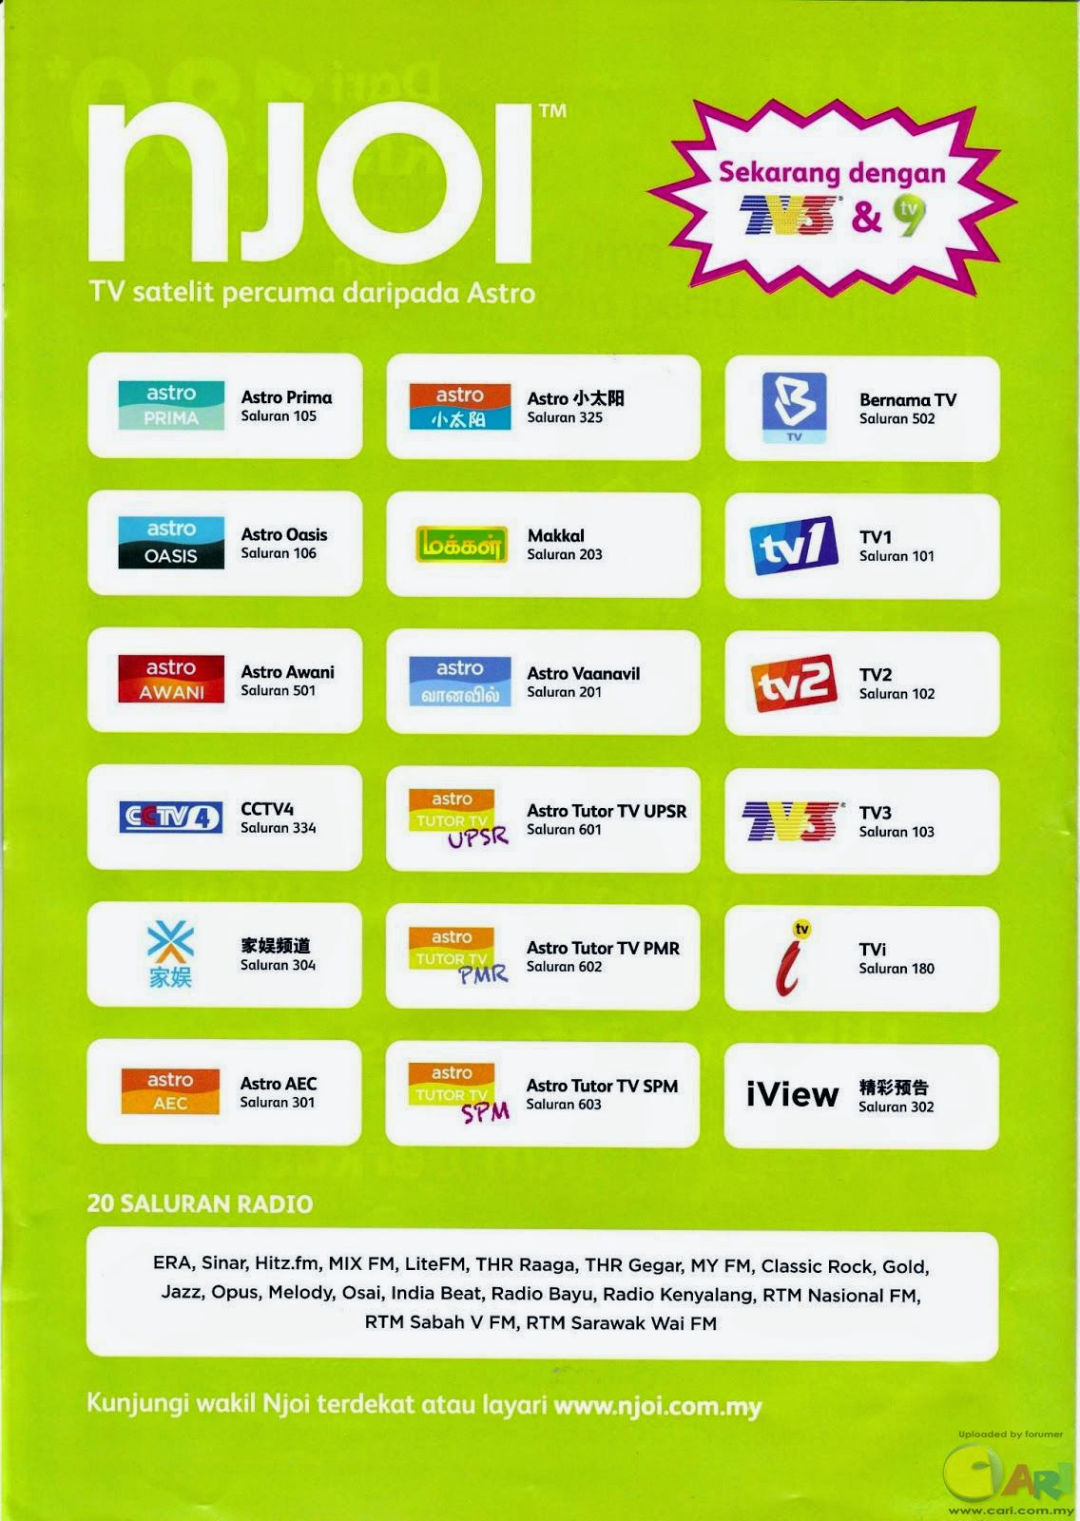 njoi™
TV satelit percuma daripada Astro
Sekarang dengan
TV3 & tv9
astro
PRIMA
Astro Prima
Saluran 105
astro
小太阳
Astro 小太阳
Saluran 325
B
TV
Bernama TV
Saluran 502
astro
OASIS
Astro Oasis
Saluran 106
மக்கள்
Makkal
Saluran 203
tv1
TV1
Saluran 101
astro
AWANI
Astro Awani
Saluran 501
astro
வானவில்
Astro Vaanavil
Saluran 201
tv2
TV2
Saluran 102
CCTV4
CCTV4
Saluran 334
astro
TUTOR TV
UPSR
Astro Tutor TV UPSR
Saluran 601
TV3
TV3
Saluran 103
家娱
家娱频道
Saluran 304
astro
TUTOR TV
PMR
Astro Tutor TV PMR
Saluran 602
tv
i
TVi
Saluran 180
astro
AEC
Astro AEC
Saluran 301
astro
TUTOR TV
SPM
Astro Tutor TV SPM
Saluran 603
iView
精彩预告
Saluran 302
20 SALURAN RADIO
ERA, Sinar, Hitz.fm, MIX FM, LiteFM, THR Raaga, THR Gegar, MY FM, Classic Rock, Gold,
Jazz, Opus, Melody, Osai, India Beat, Radio Bayu, Radio Kenyalang, RTM Nasional FM,
RTM Sabah V FM, RTM Sarawak Wai FM
Kunjungi wakil Njoi terdekat atau layari www.njoi.com.my
Uploaded by forumer
CARI
www.cari.com.my